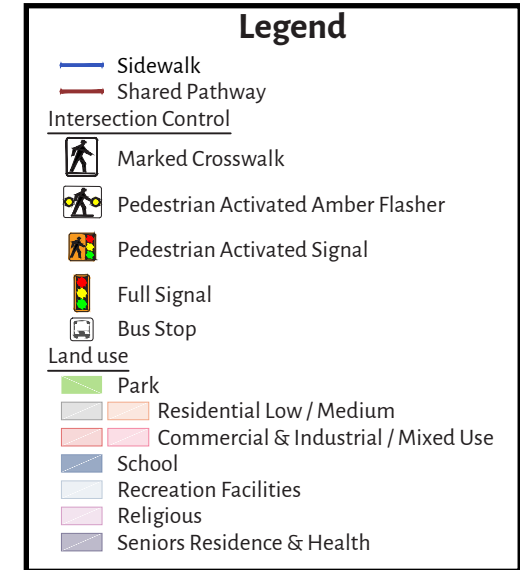 Legend
Sidewalk
Shared Pathway
Intersection Control
Marked Crosswalk
Pedestrian Activated Amber Flasher
Pedestrian Activated Signal
Full Signal
Bus Stop
Land use
Park
Residential Low / Medium
Commercial & Industrial / Mixed Use
School
Recreation Facilities
Religious
Seniors Residence & Health